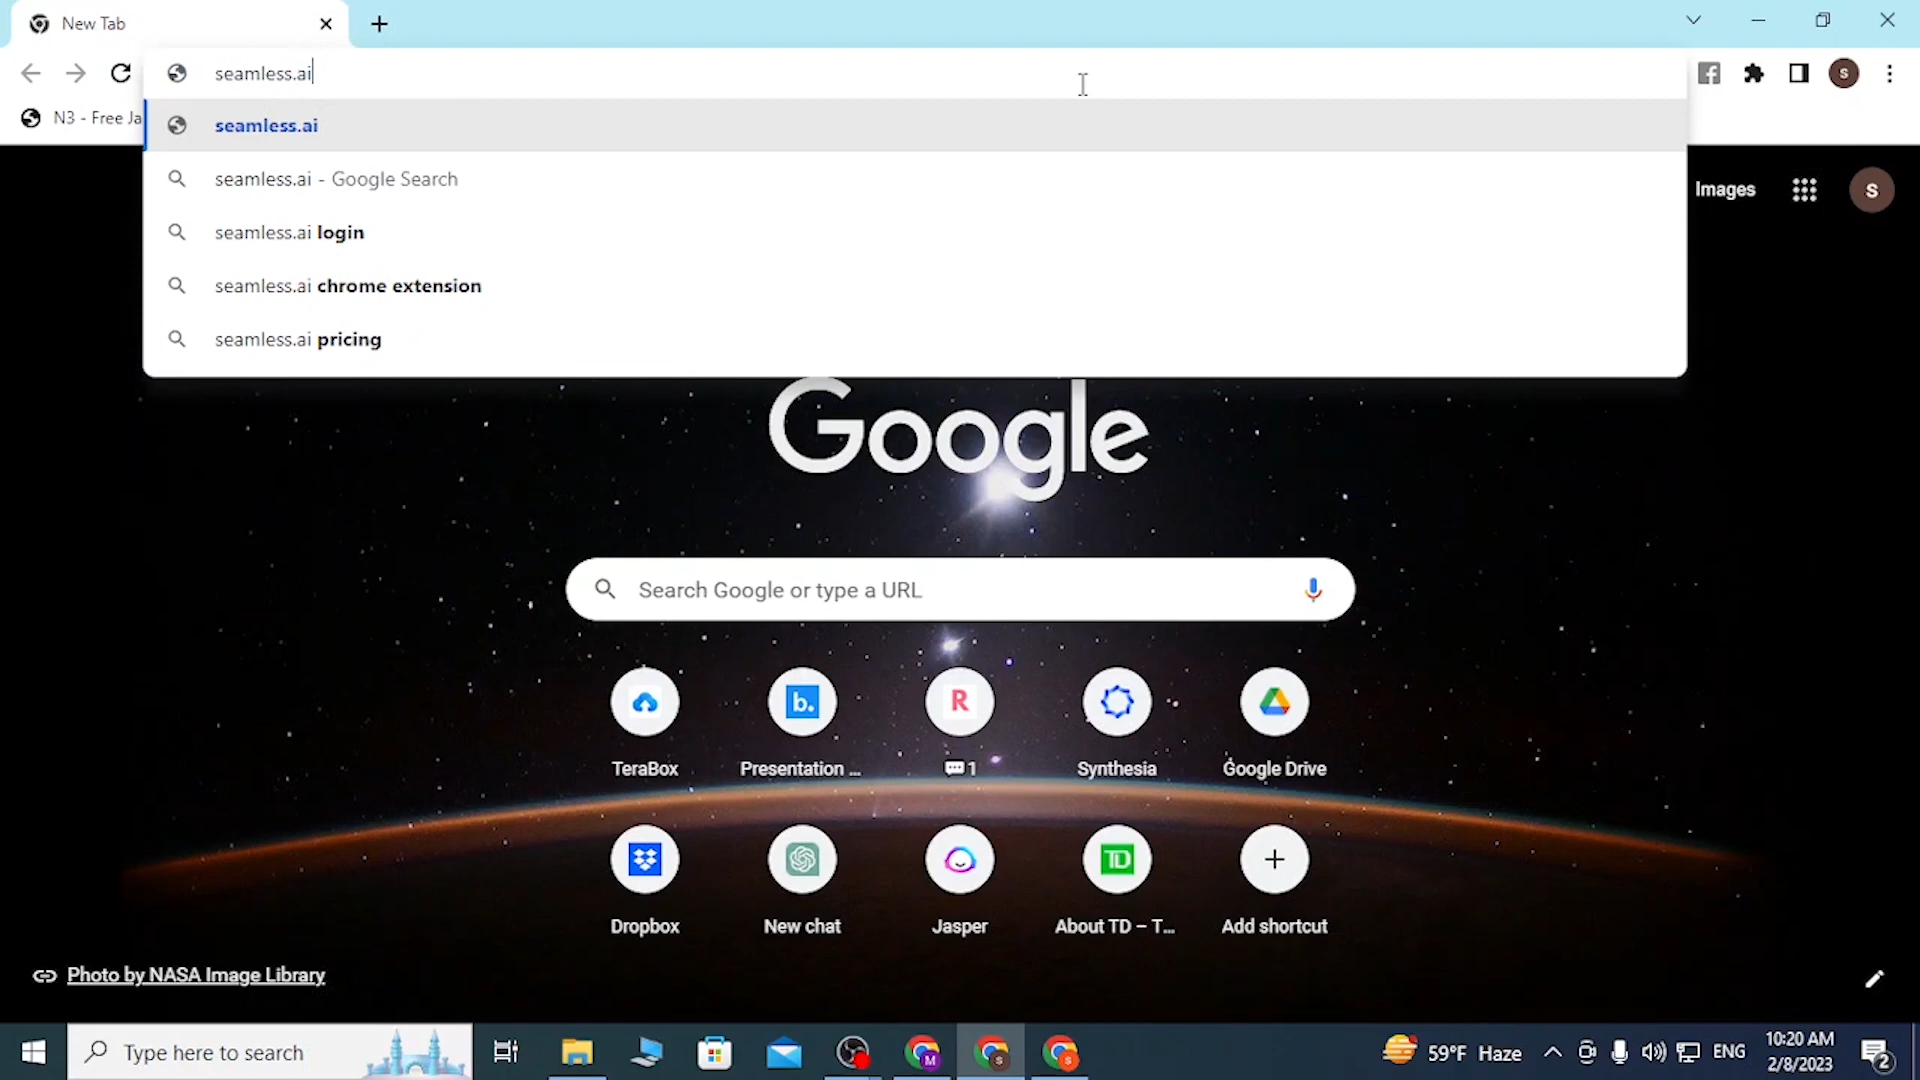 New Tab
seamless.ai
N3 - Free Ja
seamless.ai
seamless.ai - Google Search
seamless.ai login
seamless.ai chrome extension
seamless.ai pricing
Images
S
S
Google
Search Google or type a URL
b.
R
TeraBox
Presentation ...
1
Synthesia
Google Drive
TD
Dropbox
New chat
Jasper
About TD – T...
Add shortcut
Photo by NASA Image Library
Type here to search
M
S
S
59°F Haze
ENG
10:20 AM
2/8/2023
2